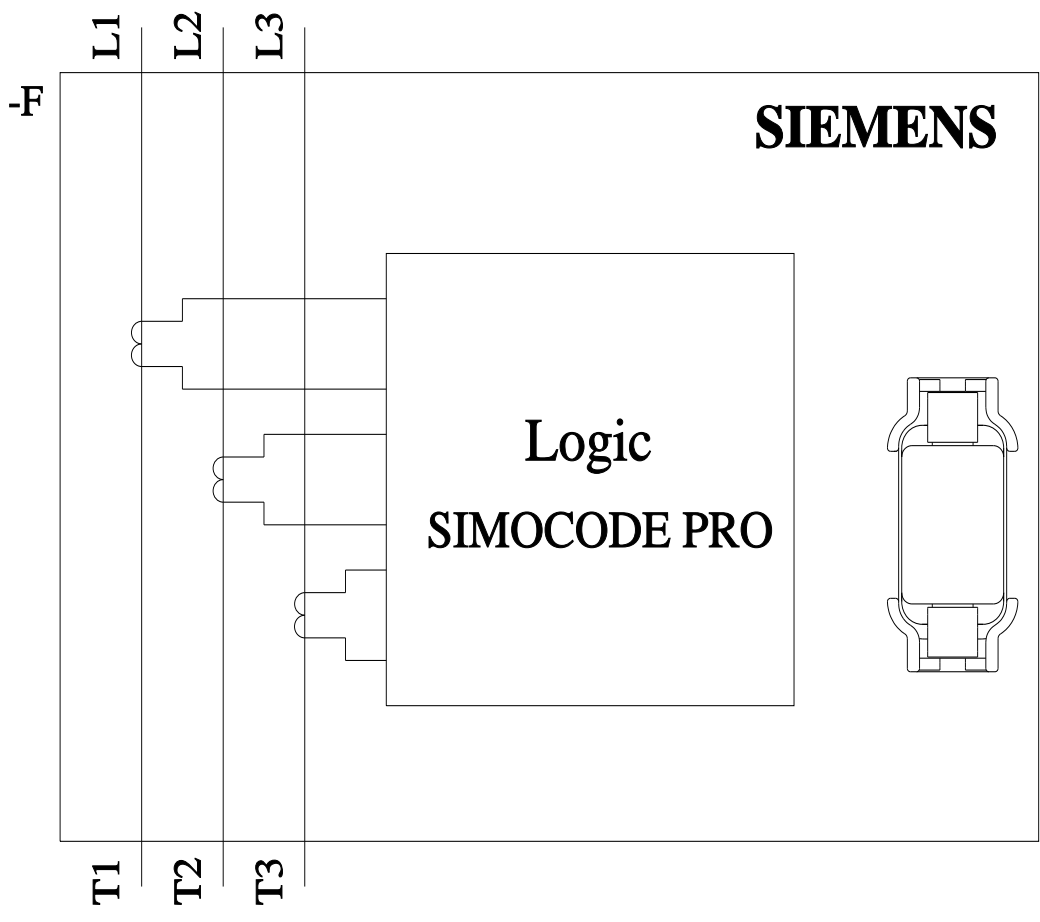 L1 L2 L3
-F
SIEMENS
Logic
SIMOCODE PRO
T1 T2 T3